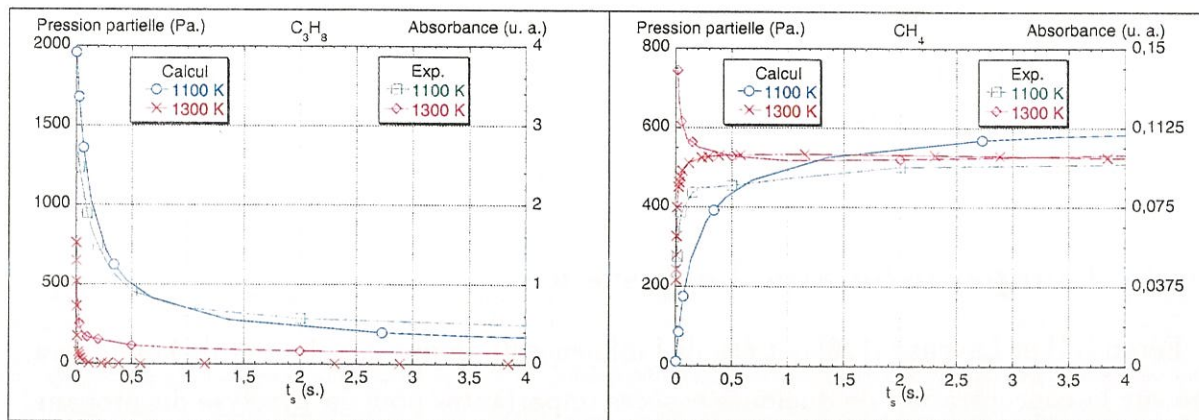 Pression partielle (Pa.) C₃H₈ Absorbance (u. a.)
2000
1500
1000
500
0
4
3
2
1
0
Calcul
1100 K
1300 K
Exp.
1100 K
1300 K
0 0,5 1 1,5 2 2,5 3 3,5 4
tₛ(s.)
Pression partielle (Pa.) CH₄ Absorbance (u. a.)
800
600
400
200
0
0,15
0,1125
0,075
0,0375
0
Calcul
1100 K
1300 K
Exp.
1100 K
1300 K
0 0,5 1 1,5 2 2,5 3 3,5 4
tₛ(s.)